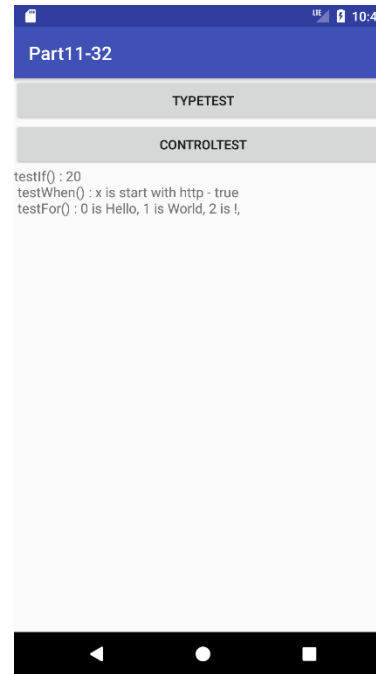 LTE 10:4
Part11-32
TYPETEST
CONTROLTEST
testIf() : 20
testWhen() : x is start with http - true
testFor() : 0 is Hello, 1 is World, 2 is !,